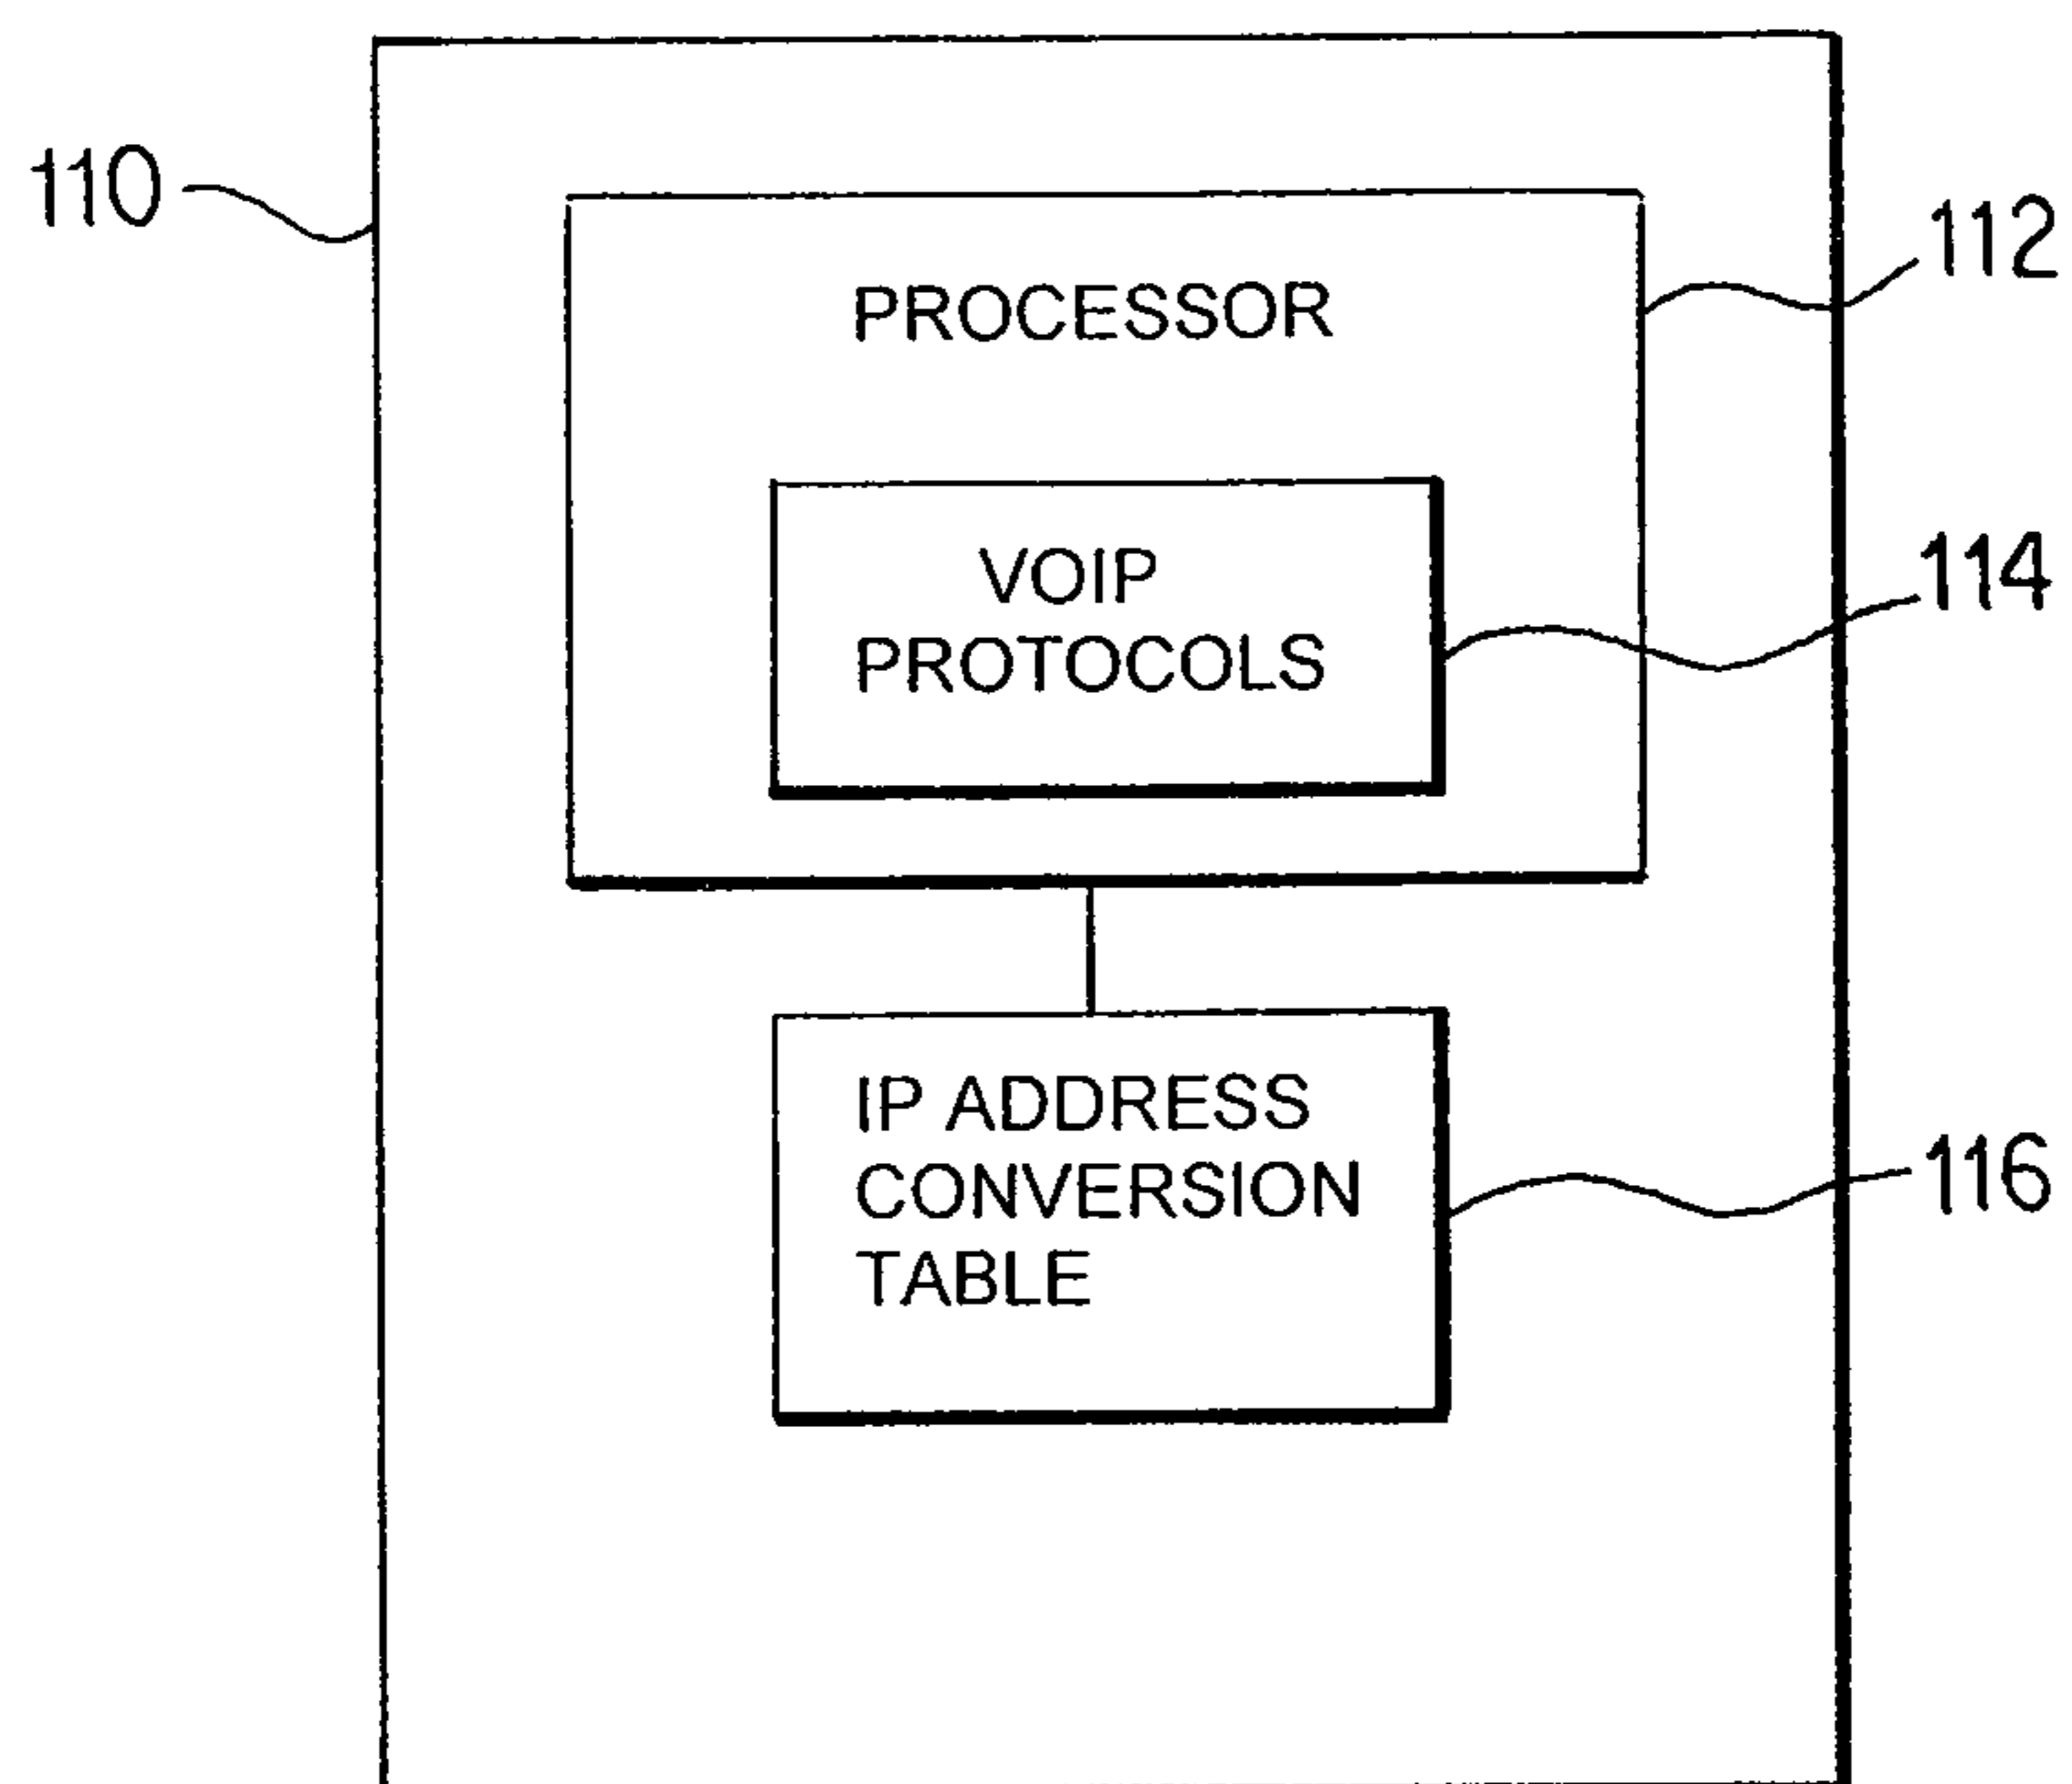 110
112
PROCESSOR
114
VOIP
PROTOCOLS
IP ADDRESS
116
CONVERSION
TABLE